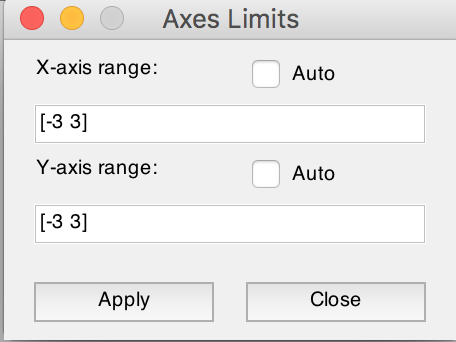 Axes Limits
X-axis range: Auto
[-3 3]
Y-axis range: Auto
[-3 3]
Apply Close